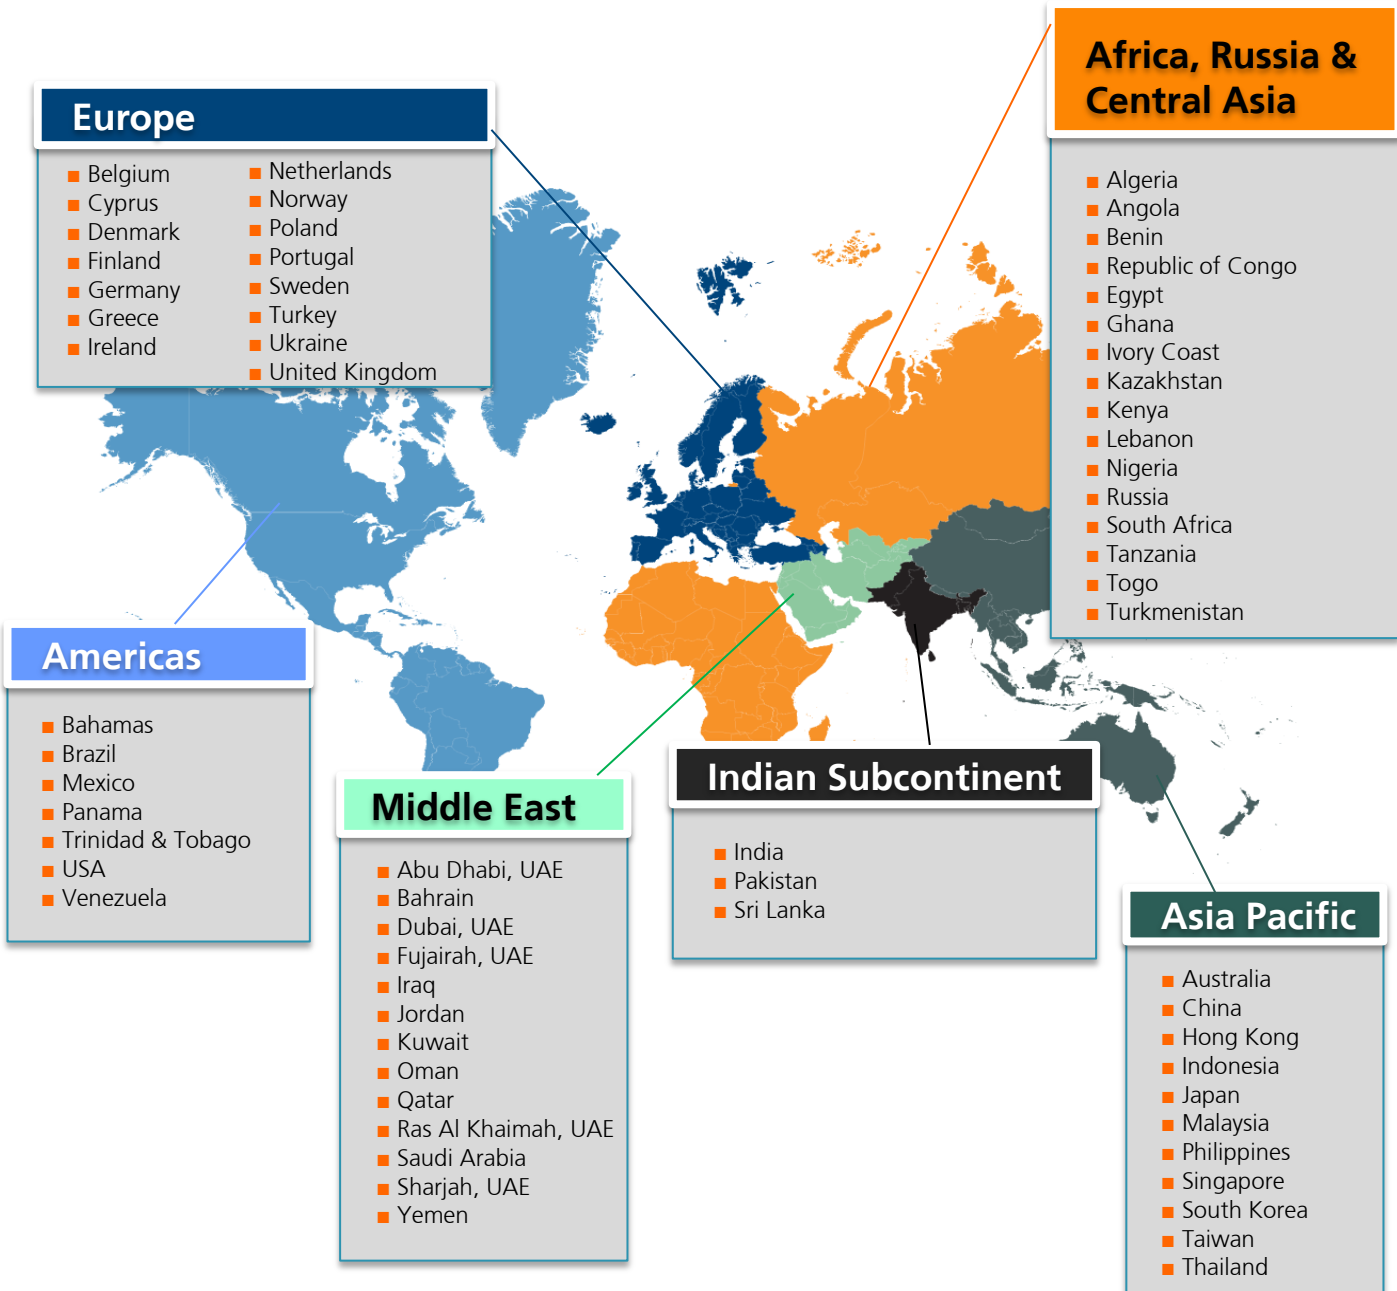 Africa, Russia &
Central Asia
Algeria
Angola
Benin
Republic of Congo
Egypt
Ghana
Ivory Coast
Kazakhstan
Kenya
Lebanon
Nigeria
Russia
South Africa
Tanzania
Togo
Turkmenistan
Europe
Belgium
Cyprus
Denmark
Finland
Germany
Greece
Ireland
Netherlands
Norway
Poland
Portugal
Sweden
Turkey
Ukraine
United Kingdom
Americas
Bahamas
Brazil
Mexico
Panama
Trinidad & Tobago
USA
Venezuela
Middle East
Abu Dhabi, UAE
Bahrain
Dubai, UAE
Fujairah, UAE
Iraq
Jordan
Kuwait
Oman
Qatar
Ras Al Khaimah, UAE
Saudi Arabia
Sharjah, UAE
Yemen
Indian Subcontinent
India
Pakistan
Sri Lanka
Asia Pacific
Australia
China
Hong Kong
Indonesia
Japan
Malaysia
Philippines
Singapore
South Korea
Taiwan
Thailand